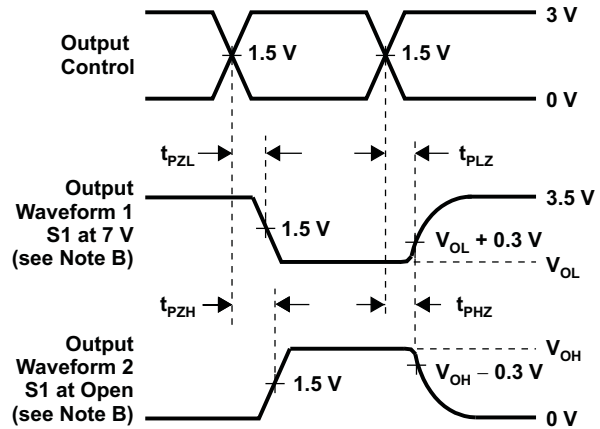 3 V
Output
Control
1.5 V
1.5 V
0 V
tPZL
tPLZ
Output
Waveform 1
S1 at 7 V
(see Note B)
3.5 V
1.5 V
VOL + 0.3 V
VOL
tPZH
tPHZ
Output
Waveform 2
S1 at Open
(see Note B)
VOH
1.5 V
VOH − 0.3 V
0 V